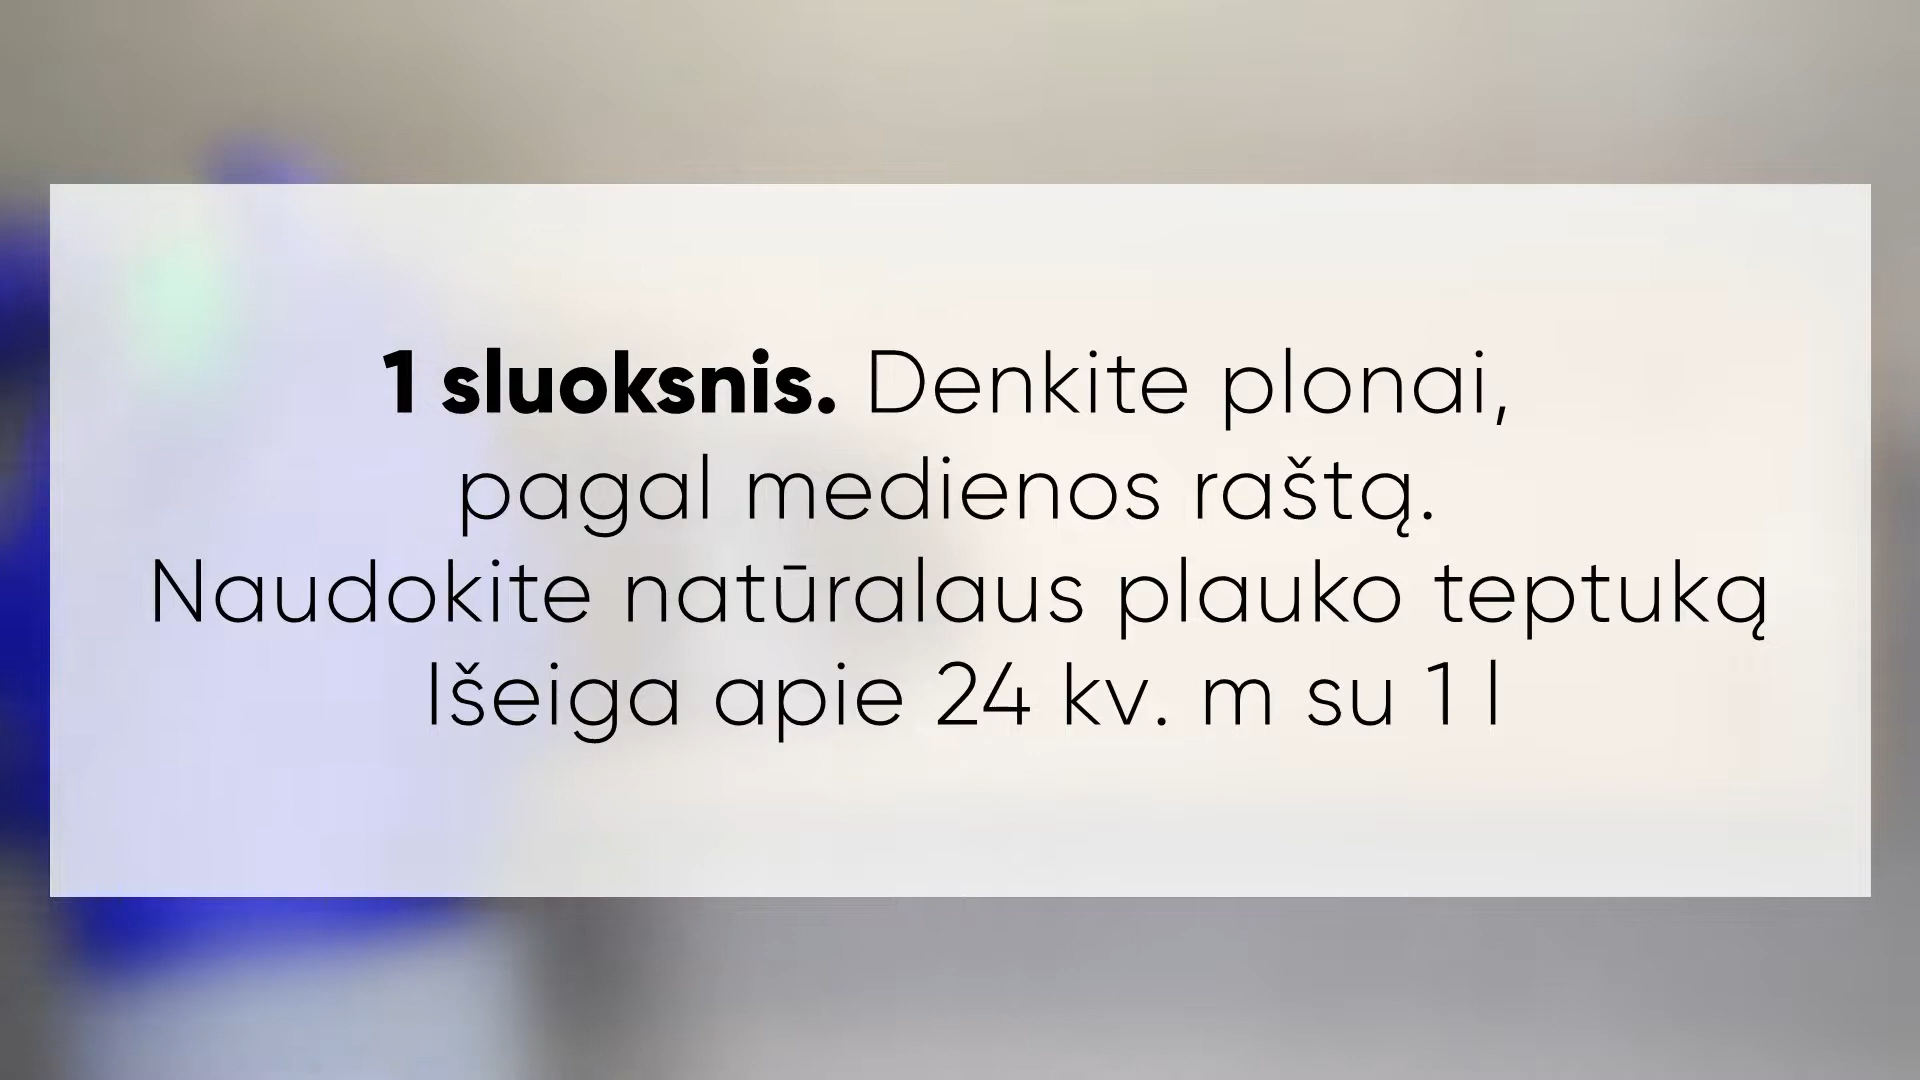 1 sluoksnis. Denkite plonai,
pagal medienos raštą.
Naudokite natūralaus plauko teptuką
Išeiga apie 24 kv. m su 1 l